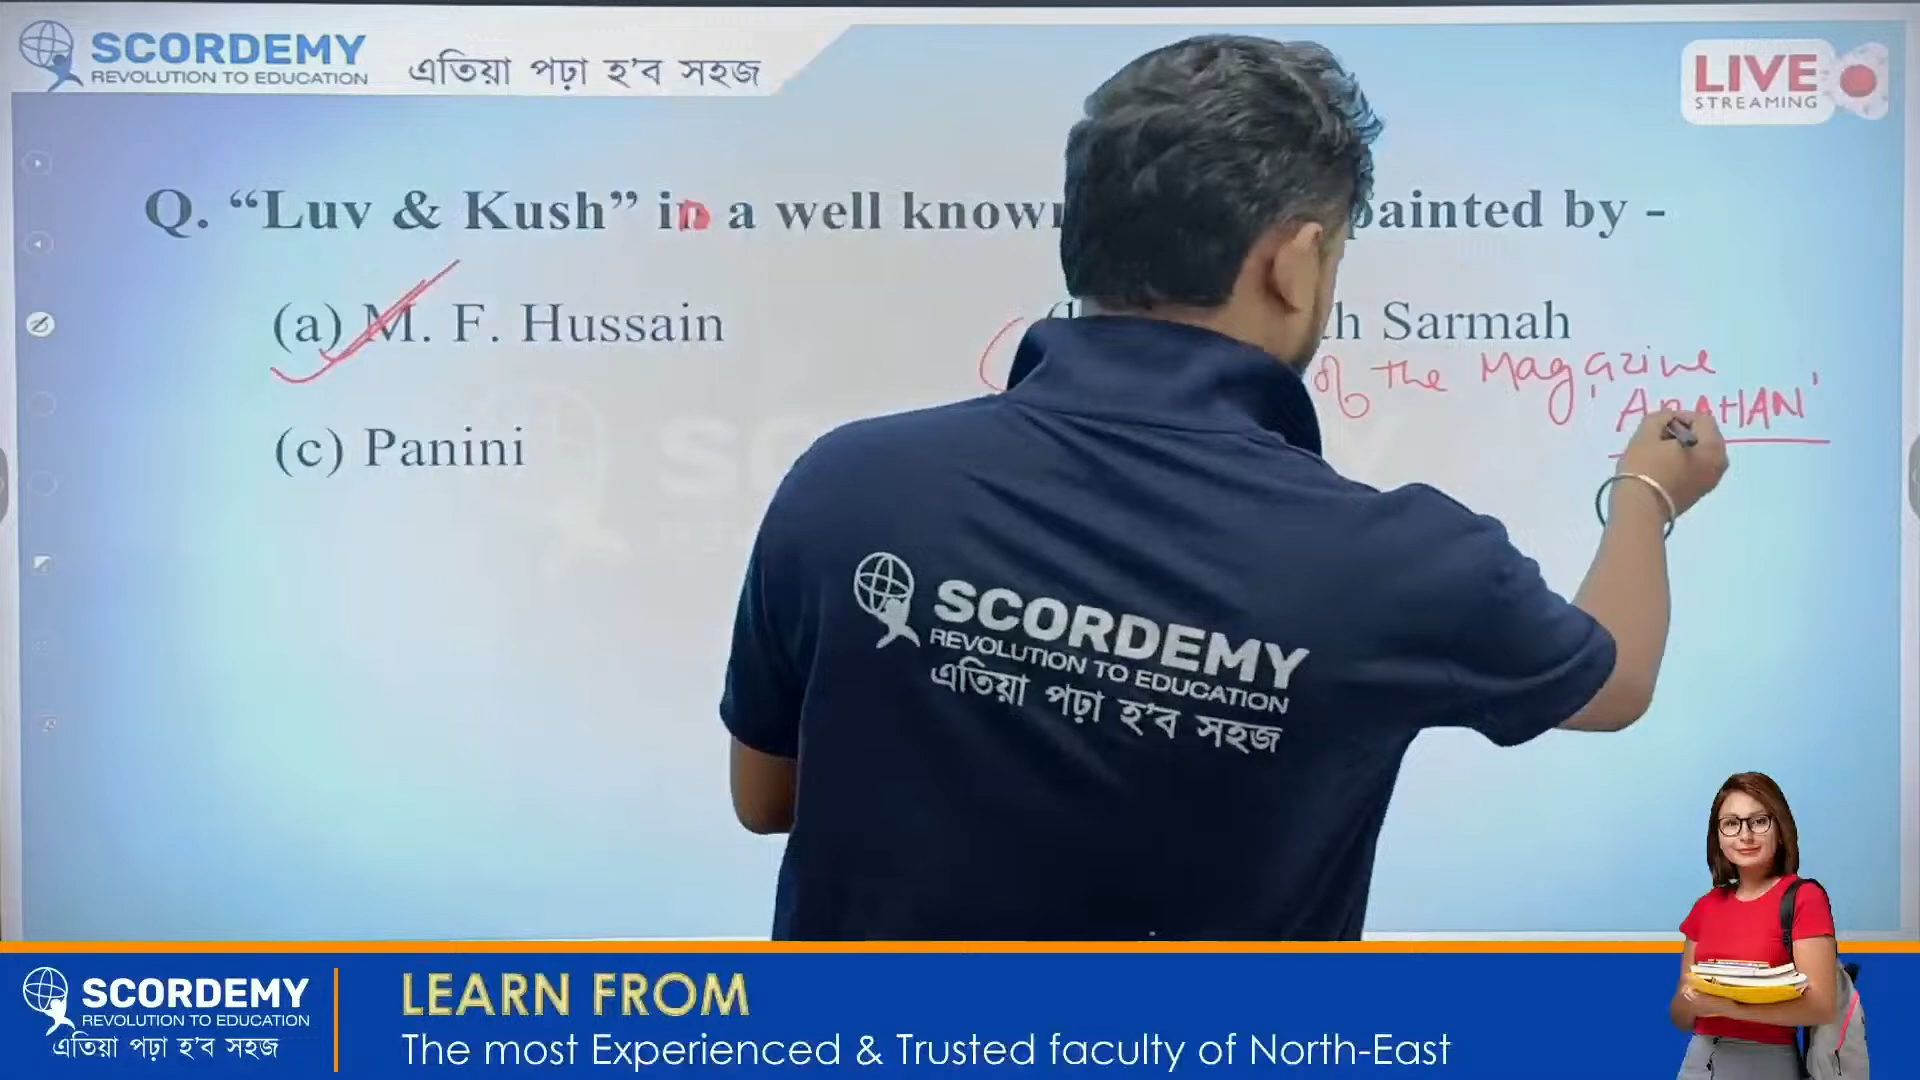 SCORDEMY
REVOLUTION TO EDUCATION
এতিয়া পঢ়া হ'ব সহজ
LIVE
STREAMING
Q. “Luv & Kush” in a well known painted by -
(a) M. F. Hussain
Sarmah
of the Magazine
(c) Panini
SCORDEMY
REVOLUTION TO EDUCATION
এতিয়া পঢ়া হ'ব সহজ
SCORDEMY
REVOLUTION TO EDUCATION
এতিয়া পঢ়া হ'ব সহজ
LEARN FROM
The most Experienced & Trusted faculty of North-East